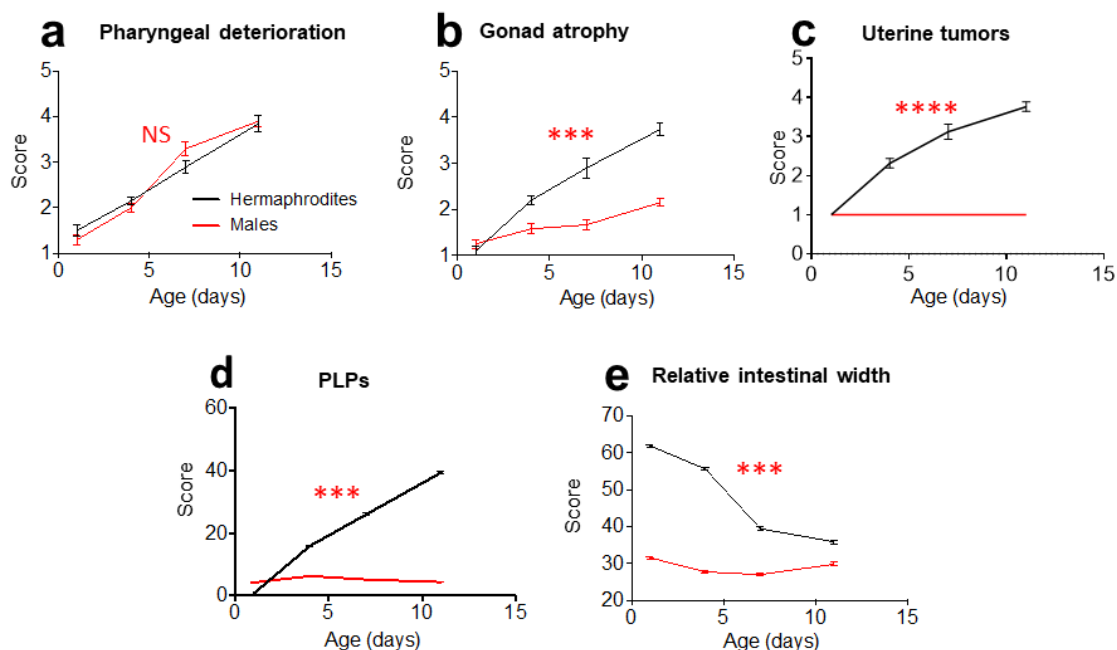 a Pharyngeal deterioration
5
4
3
2
1
Score
NS
Hermaphrodites
Males
0 5 10 15
Age (days)
b Gonad atrophy
5
4
3
2
1
Score
***
0 5 10 15
Age (days)
c Uterine tumors
5
4
3
2
1
0
Score
****
0 5 10 15
Age (days)
d PLPs
60
40
20
0
Score
***
0 5 10 15
Age (days)
e Relative intestinal width
70
60
50
40
30
20
Score
***
0 5 10 15
Age (days)